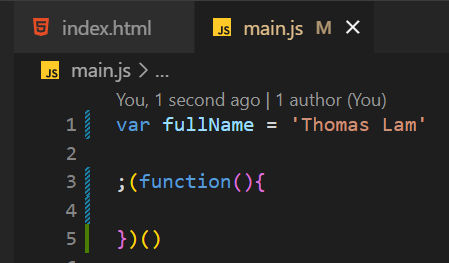 index.html
main.js M
JS main.js > ...
You, 1 second ago | 1 author (You)
1 var fullName = 'Thomas Lam'
2
3 ;(function(){
4
5 })()